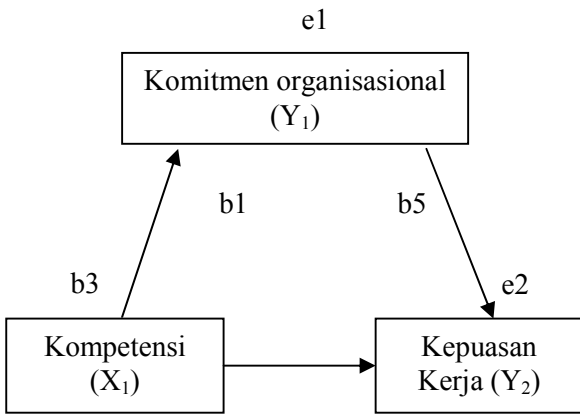 e1
Komitmen organisasional
(Y₁)
b1
b5
b3
e2
Kompetensi
(X₁)
Kepuasan
Kerja (Y₂)